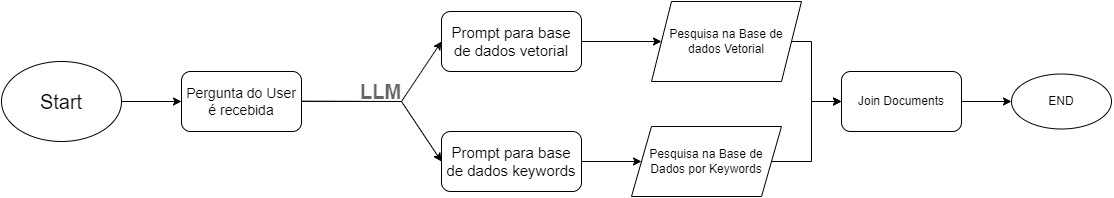 Start
Pergunta do User
é recebida
LLM
Prompt para base
de dados vetorial
Pesquisa na Base de
dados Vetorial
Prompt para base
de dados keywords
Pesquisa na Base de
Dados por Keywords
Join Documents
END